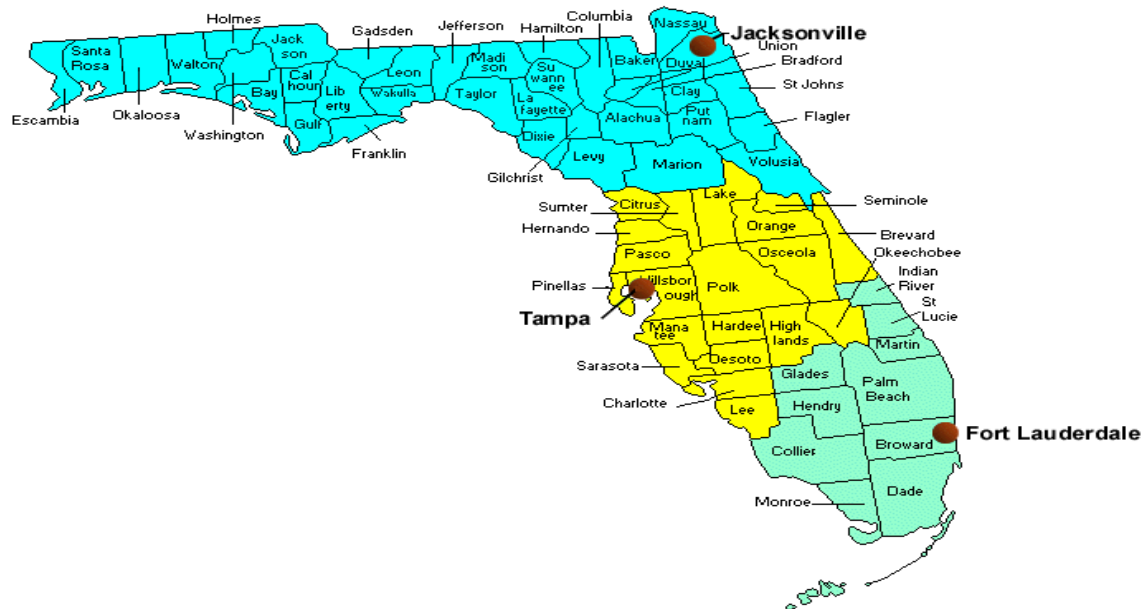 Holmes
Gadsden
Jefferson
Hamilton
Columbia
Nassau
Jacksonville
Santa
Rosa
Walton
Jack
son
Leon
Madi
son
Su
wann
ee
Baker
Duval
Union
Bradford
Cal
houn
Lib
erty
Wakulla
Taylor
La
fayette
Clay
St Johns
Bay
Gulf
Dixie
Alachua
Put
nam
Flagler
Escambia
Okaloosa
Washington
Franklin
Gilchrist
Levy
Marion
Volusia
Citrus
Lake
Sumter
Seminole
Hernando
Orange
Brevard
Pasco
Osceola
Okeechobee
Pinellas
Hillsbor
ough
Polk
Indian
River
Tampa
St
Lucie
Mana
tee
Hardee
High
lands
Martin
Sarasota
Desoto
Glades
Palm
Beach
Charlotte
Lee
Hendry
Fort Lauderdale
Collier
Broward
Monroe
Dade